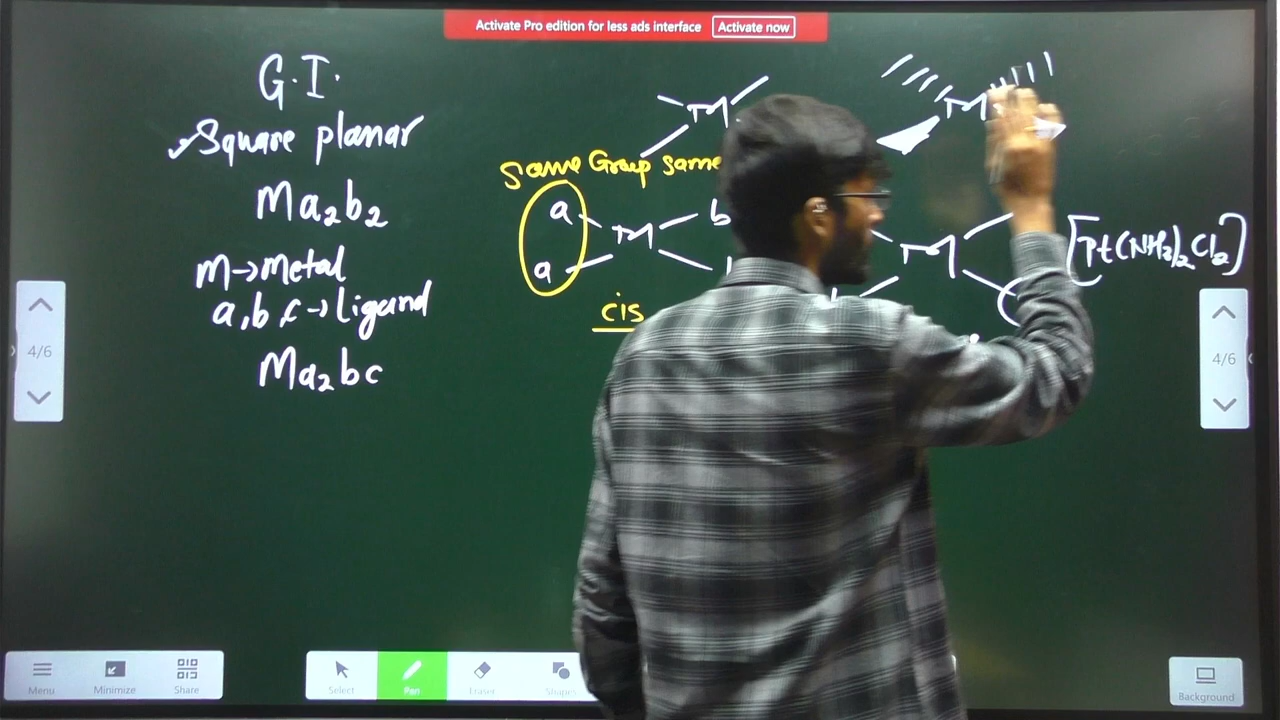 Activate Pro edition for less ads interface Activate now
G.I.
Square planar
Ma₂b₂
M→metal
a,b,c→ligand
Ma₂bc
M
M
Same Group same
a
a
M
b
cis
M
[Pt(NH₃)₂Cl₂]
4/6
4/6
Menu
Minimize
Share
Select
Pen
Eraser
Shapes
Background